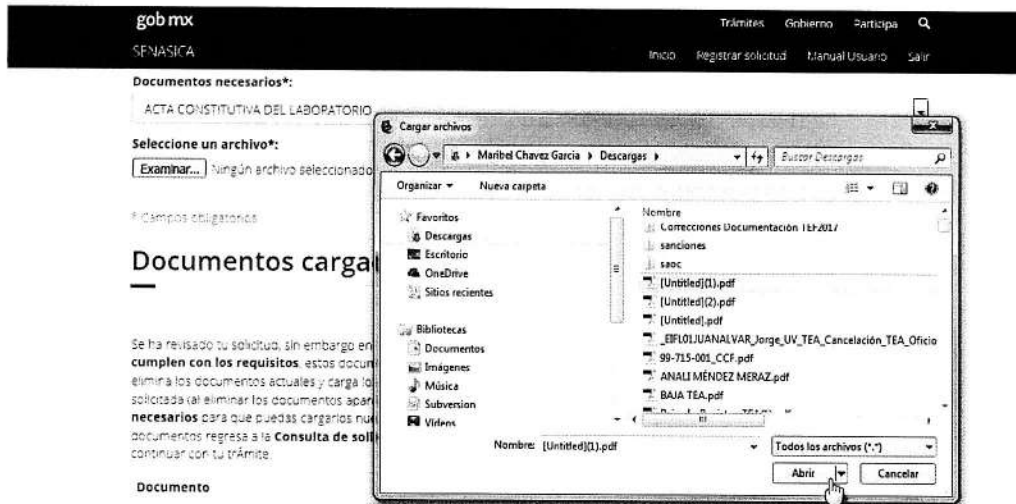 gob mx
Trámites Gobierno Participa
SENASICA
Inicio Registrar solicitud Manual Usuario Salir
Documentos necesarios*:
ACTA CONSTITUTIVA DEL LABORATORIO
Seleccione un archivo*:
Examinar... Ningún archivo seleccionado
* Campos obligatorios
Documentos carga
Se ha revisado tu solicitud, sin embargo en
cumplen con los requisitos, estos docum
elimina los documentos actuales y carga lo
solicitada (al eliminar los documentos apar
necesarios para que puedas cargarlos nu
documentos regresa a la Consulta de soli
continuar con tu trámite.
Documento
Cargar archivos
Maribel Chavez Garcia Descargas
Buscar Descargas
Organizar Nueva carpeta
Favoritos
Descargas
Escritorio
OneDrive
Sitios recientes
Bibliotecas
Documentos
Imágenes
Música
Subversion
Vídeos
Nombre
Correcciones Documentación TEF2017
sanciones
saoc
[Untitled](1).pdf
[Untitled](2).pdf
[Untitled].pdf
_EIFL01JUANALVAR_Jorge_UV_TEA_Cancelación_TEA_Oficio
99-715-001_CCF.pdf
ANALI MÉNDEZ MERAZ.pdf
BAJA TEA.pdf
Nombre: [Untitled](1).pdf
Todos los archivos (*.*)
Abrir Cancelar